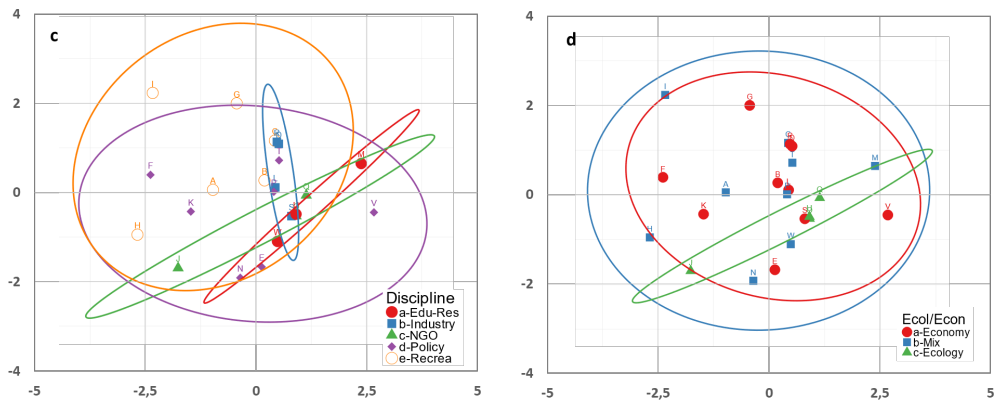 4
c
I
G
2
Q
D
T
F
M
B
A
O
0
K
S
V
H
W
J
E
N
-2
Discipline
a-Edu-Res
b-Industry
c-NGO
d-Policy
e-Recrea
-4
-5
-2,5
0
2,5
5
4
d
I
G
2
Q
T
M
F
B
L
A
O
0
K
S
V
H
W
J
E
N
-2
Ecol/Econ
a-Economy
b-Mix
c-Ecology
-4
-5
-2,5
0
2,5
5